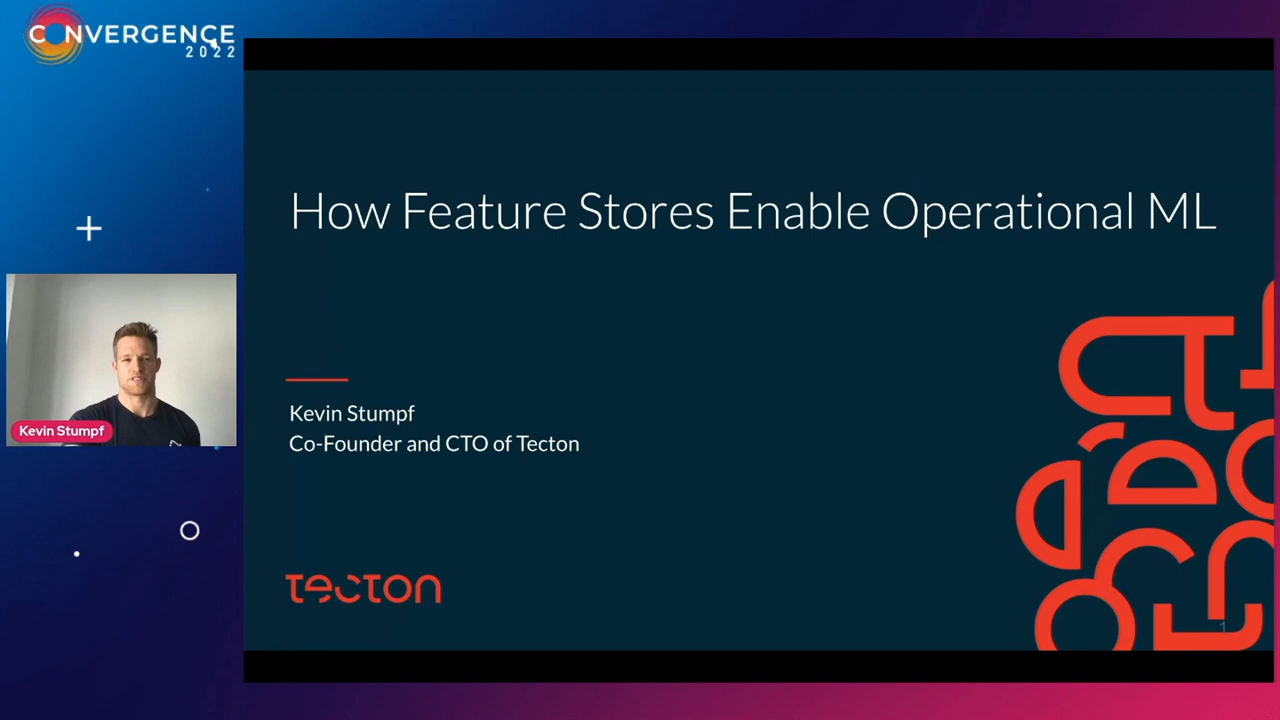 CONVERGENCE
2022
How Feature Stores Enable Operational ML
Kevin Stumpf
Co-Founder and CTO of Tecton
Kevin Stumpf
tecton
1